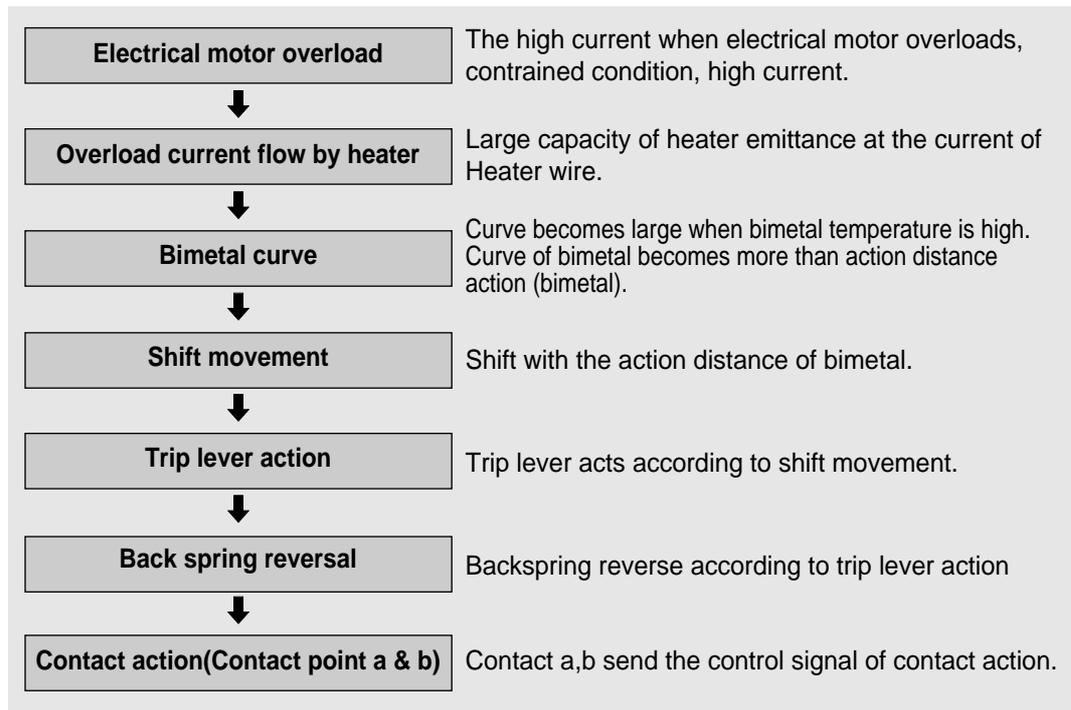 Electrical motor overload
The high current when electrical motor overloads,
contrained condition, high current.
Overload current flow by heater
Large capacity of heater emittance at the current of
Heater wire.
Bimetal curve
Curve becomes large when bimetal temperature is high.
Curve of bimetal becomes more than action distance
action (bimetal).
Shift movement
Shift with the action distance of bimetal.
Trip lever action
Trip lever acts according to shift movement.
Back spring reversal
Backspring reverse according to trip lever action
Contact action(Contact point a & b)
Contact a,b send the control signal of contact action.